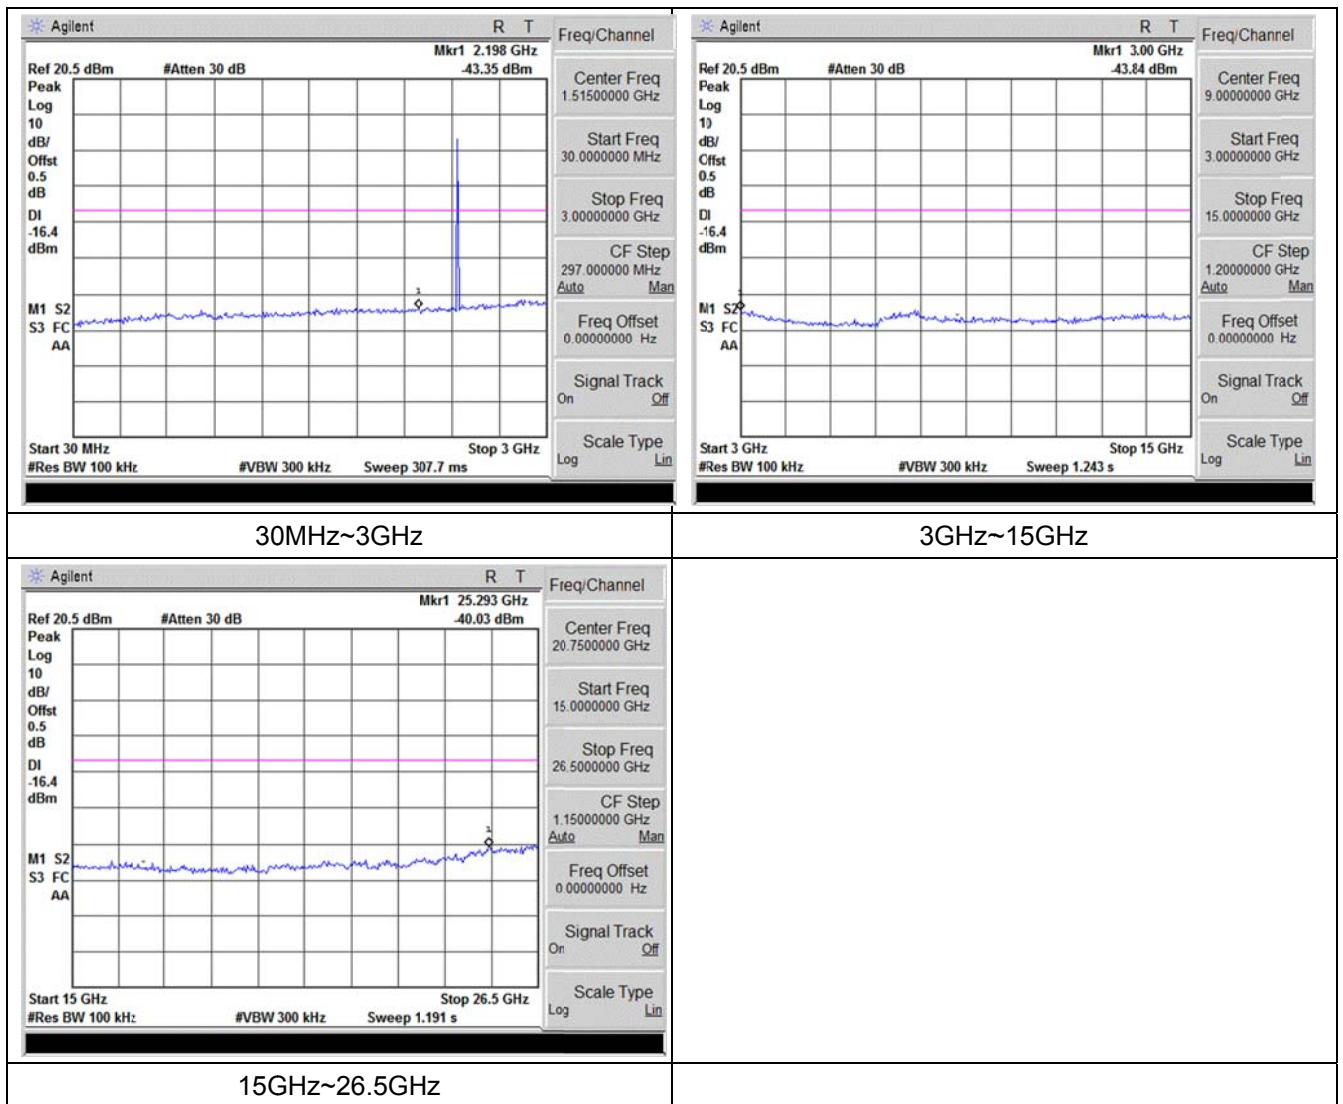 Agilent R T
Mkr1 2.198 GHz
Ref 20.5 dBm #Atten 30 dB -43.35 dBm
Peak
Log
10
dB/
Offst
0.5
dB
DI
-16.4
dBm
1
M1 S2
S3 FC
AA
Start 30 MHz Stop 3 GHz
#Res BW 100 kHz #VBW 300 kHz Sweep 307.7 ms
Freq/Channel
Center Freq
1.51500000 GHz
Start Freq
30.0000000 MHz
Stop Freq
3.00000000 GHz
CF Step
297.000000 MHz
Auto Man
Freq Offset
0.00000000 Hz
Signal Track
On Off
Scale Type
Log Lin
30MHz~3GHz
Agilent R T
Mkr1 3.00 GHz
Ref 20.5 dBm #Atten 30 dB -43.84 dBm
Peak
Log
10
dB/
Offst
0.5
dB
DI
-16.4
dBm
1
M1 S2
S3 FC
AA
Start 3 GHz Stop 15 GHz
#Res BW 100 kHz #VBW 300 kHz Sweep 1.243 s
Freq/Channel
Center Freq
9.00000000 GHz
Start Freq
3.00000000 GHz
Stop Freq
15.0000000 GHz
CF Step
1.20000000 GHz
Auto Man
Freq Offset
0.00000000 Hz
Signal Track
On Off
Scale Type
Log Lin
3GHz~15GHz
Agilent R T
Mkr1 25.293 GHz
Ref 20.5 dBm #Atten 30 dB -40.03 dBm
Peak
Log
10
dB/
Offst
0.5
dB
DI
-16.4
dBm
1
M1 S2
S3 FC
AA
Start 15 GHz Stop 26.5 GHz
#Res BW 100 kHz #VBW 300 kHz Sweep 1.191 s
Freq/Channel
Center Freq
20.7500000 GHz
Start Freq
15.0000000 GHz
Stop Freq
26.5000000 GHz
CF Step
1.15000000 GHz
Auto Man
Freq Offset
0.00000000 Hz
Signal Track
On Off
Scale Type
Log Lin
15GHz~26.5GHz